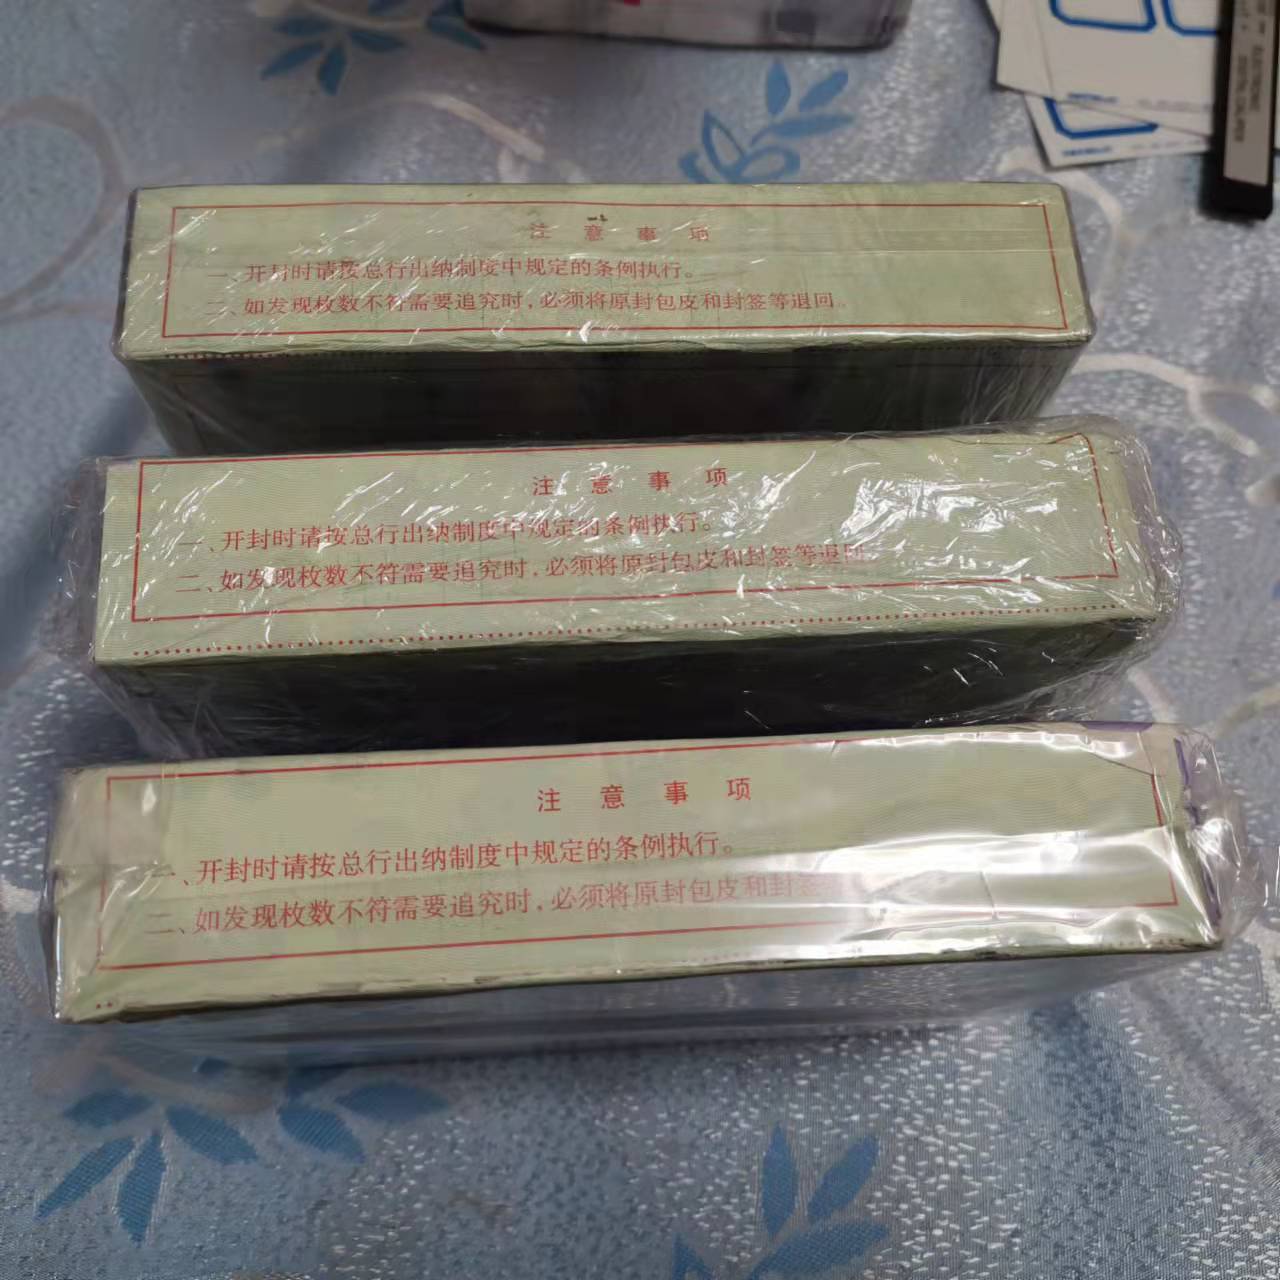 注意事项
一、开封时请按总行出纳制度中规定的条例执行。
二、如发现枚数不符需要追究时，必须将原封包皮和封签等退回。
注意事项
一、开封时请按总行出纳制度中规定的条例执行。
二、如发现枚数不符需要追究时，必须将原封包皮和封签等退回。
注意事项
一、开封时请按总行出纳制度中规定的条例执行。
二、如发现枚数不符需要追究时，必须将原封包皮和封签